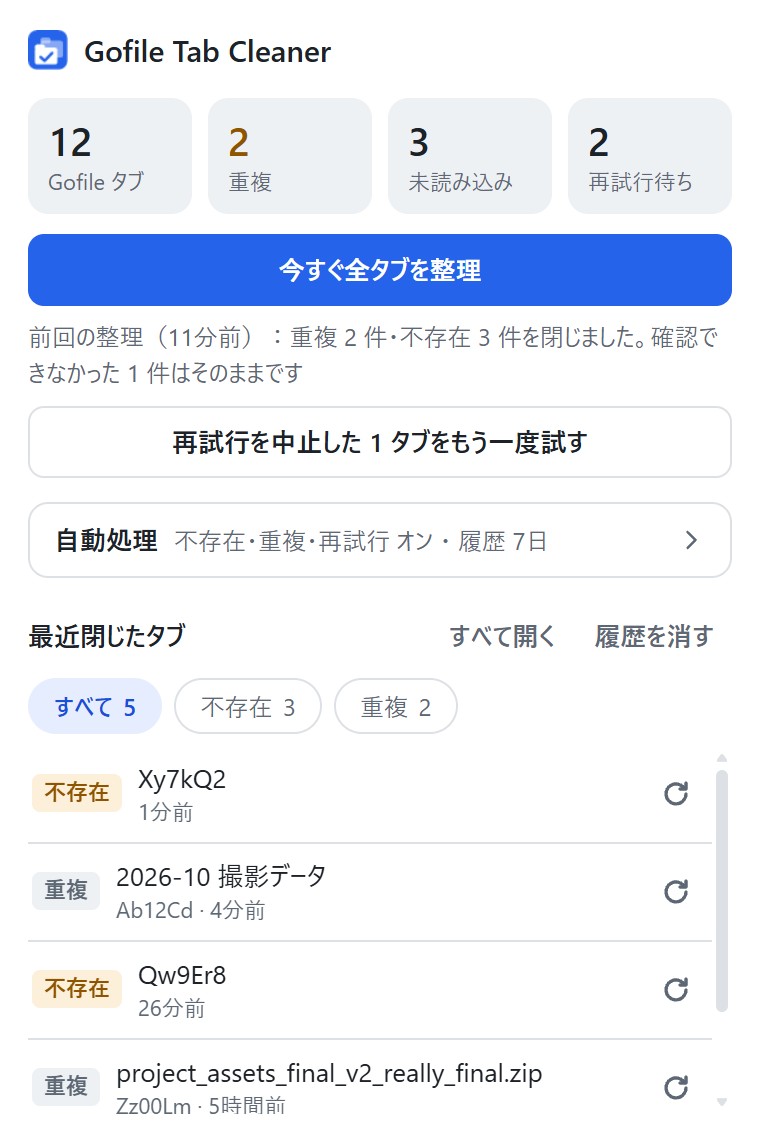 Gofile Tab Cleaner
12
Gofile タブ
2
重複
3
未読み込み
2
再試行待ち
今すぐ全タブを整理
前回の整理（11分前）：重複 2 件・不存在 3 件を閉じました。確認で
きなかった 1 件はそのままです
再試行を中止した 1 タブをもう一度試す
自動処理 不存在・重複・再試行 オン・履歴 7日
最近閉じたタブ すべて開く 履歴を消す
すべて 5 不存在 3 重複 2
不存在
Xy7kQ2
1分前
重複
2026-10 撮影データ
Ab12Cd · 4分前
不存在
Qw9Er8
26分前
重複
project_assets_final_v2_really_final.zip
Zz00Lm · 5時間前